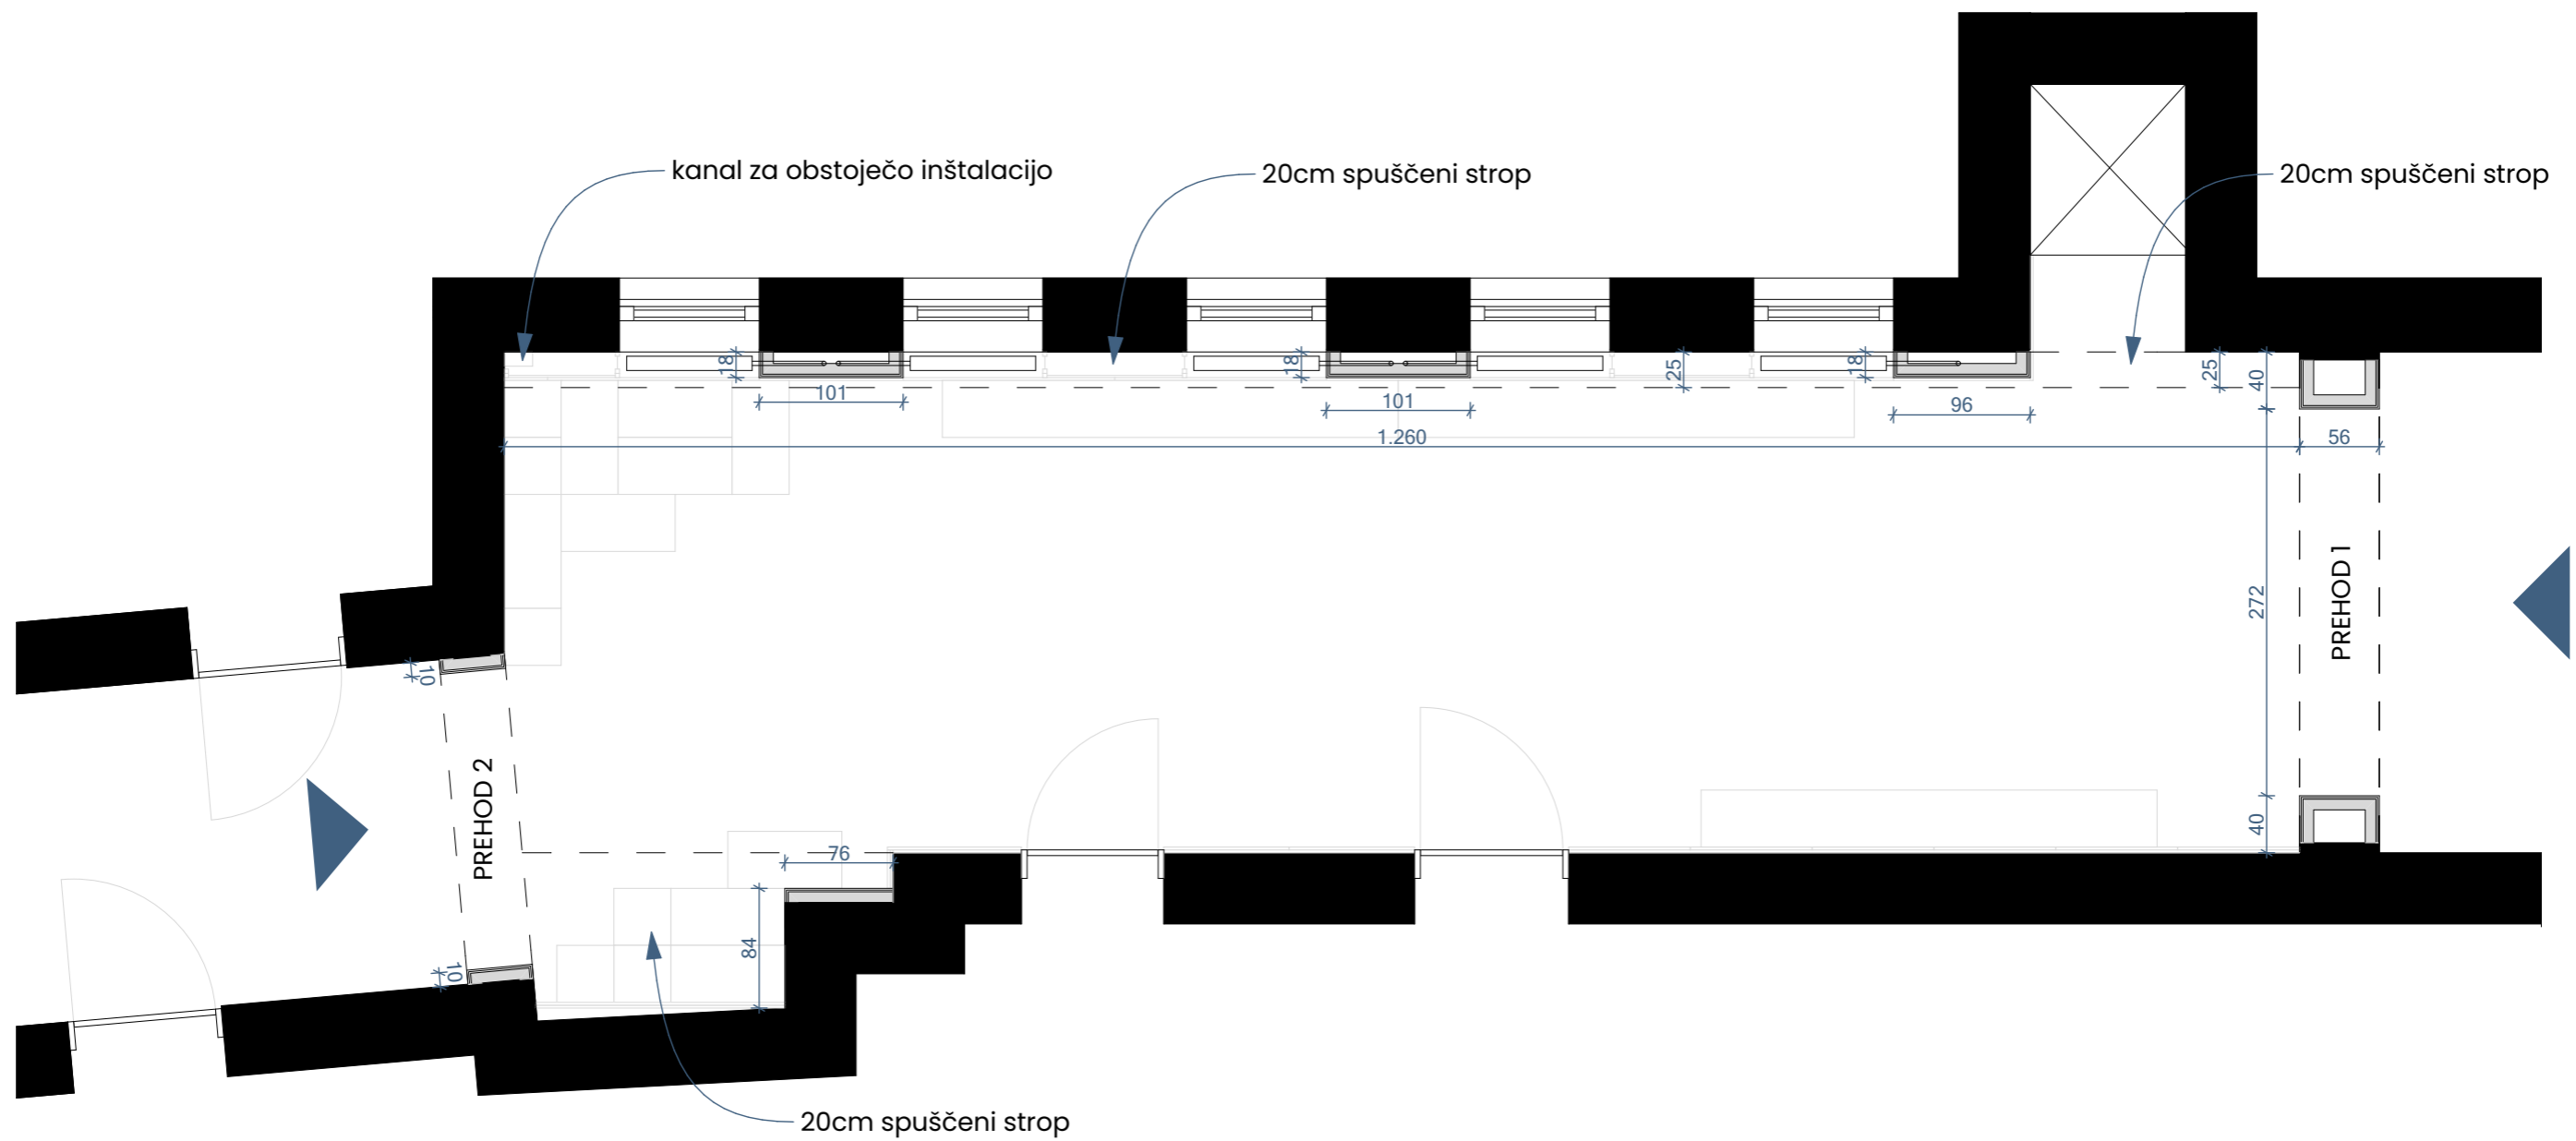 kanal za obstoječo inštalacijo
20cm spuščeni strop
20cm spuščeni strop
18
18
25
18
25
40
101
101
96
1.260
56
272
PREHOD 1
10
PREHOD 2
40
76
84
10
20cm spuščeni strop